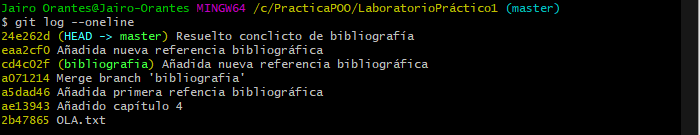 Jairo Orantes@Jairo-Orantes MINGW64 /c/PracticaPOO/LaboratorioPráctico1 (master)
$ git log --oneline
24e262d (HEAD -> master) Resuelto conclicto de bibliografía
eaa2cf0 Añadida nueva referencia bibliográfica
cd4c02f (bibliografia) Añadida nueva referencia bibliográfica
a071214 Merge branch 'bibliografia'
a5dad46 Añadida primera refencia bibliográfica
ae13943 Añadido capítulo 4
2b47865 OLA.txt